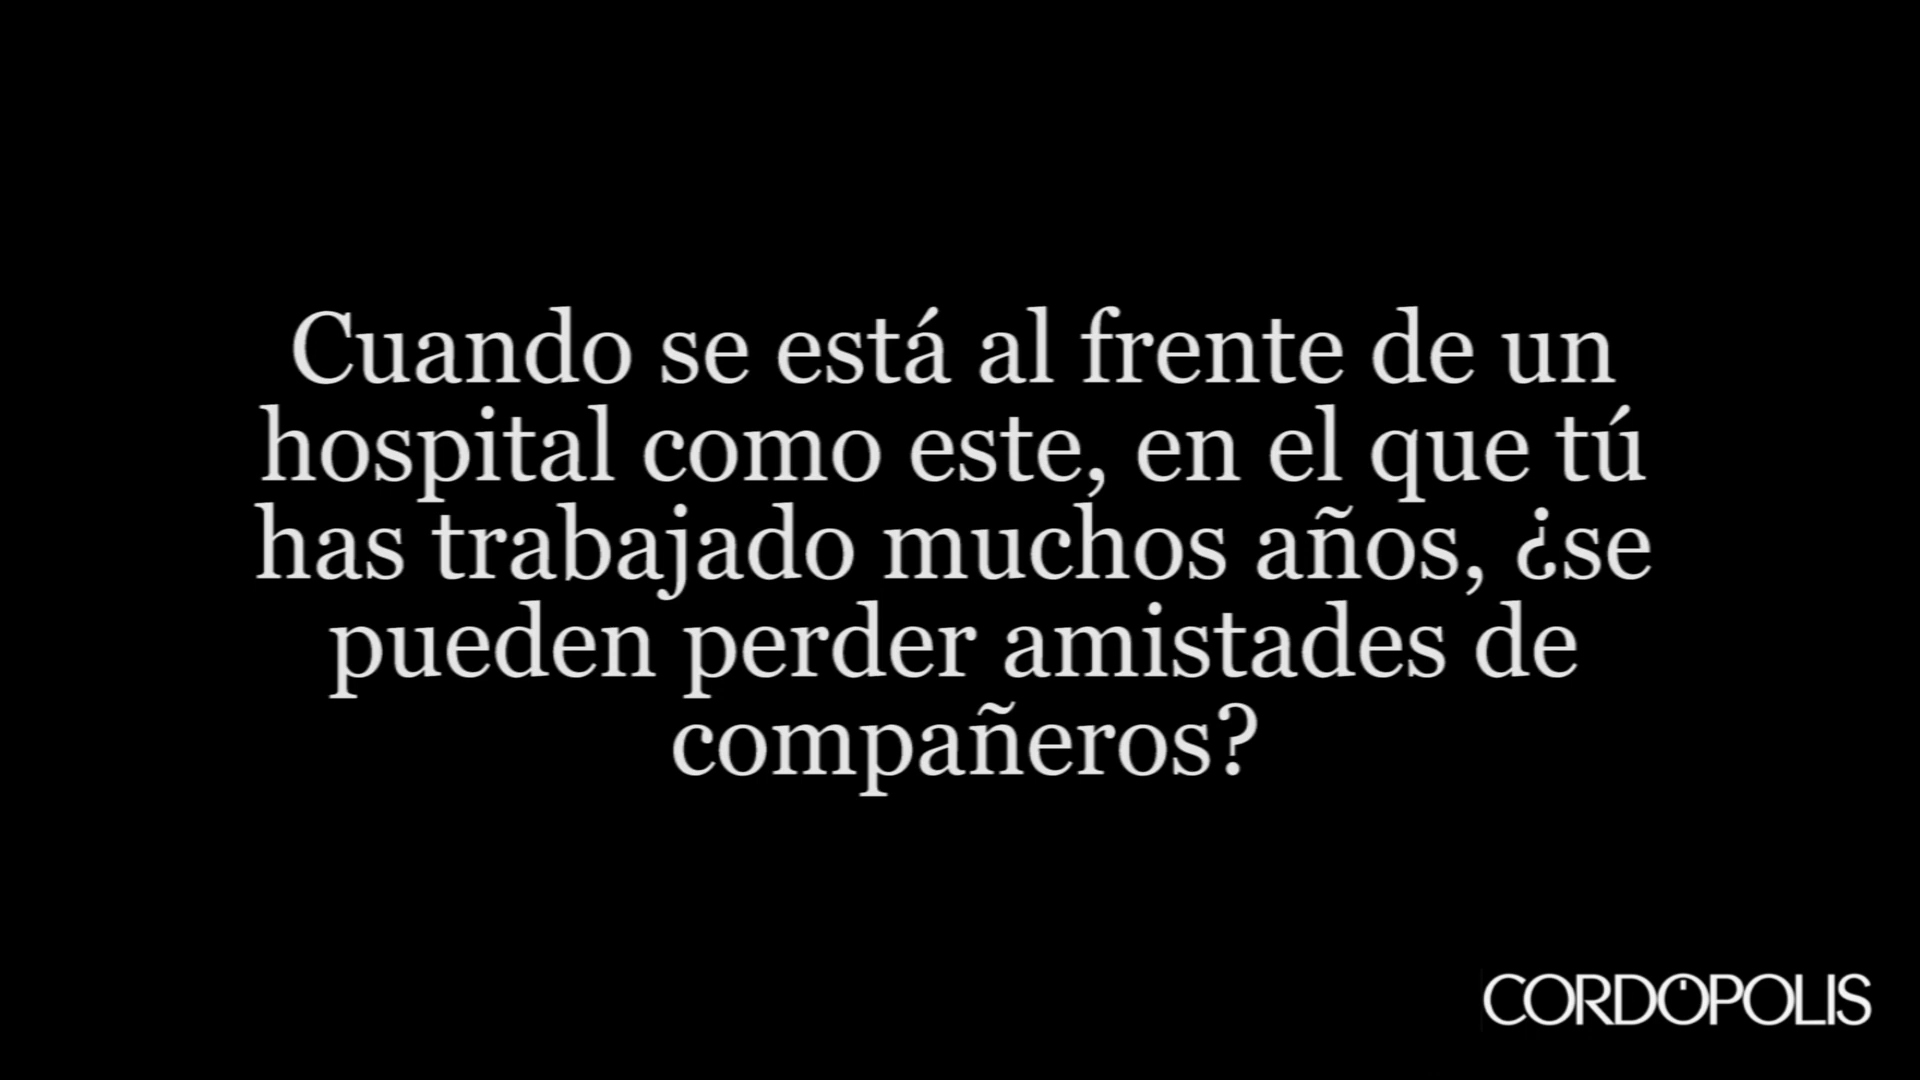 Cuando se está al frente de un
hospital como este, en el que tú
has trabajado muchos años, ¿se
pueden perder amistades de
compañeros?
CORDÓPOLIS